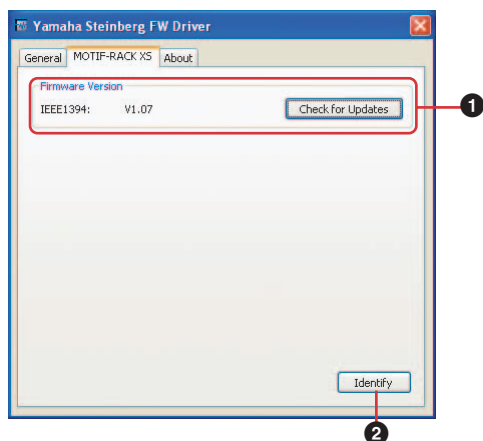 Yamaha Steinberg FW Driver
General MOTIF-RACK XS About
Firmware Version
IEEE1394: V1.07 Check for Updates
1
Identify
2